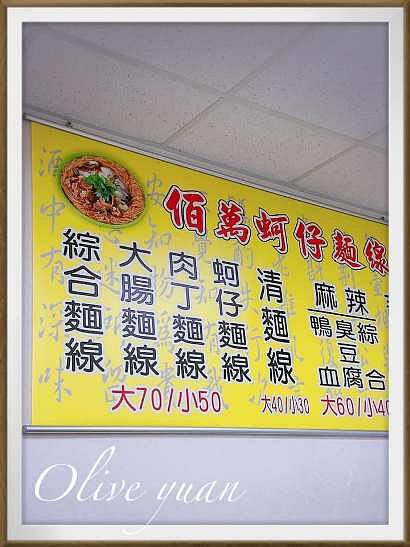 佰萬蚵仔麵線
綜合麵線
大腸麵線
肉丁麵線
蚵仔麵線
清麵線
麻辣
鴨血
臭豆腐
綜合
大70/小50
大40/小30
大60/小40
Olive yuan